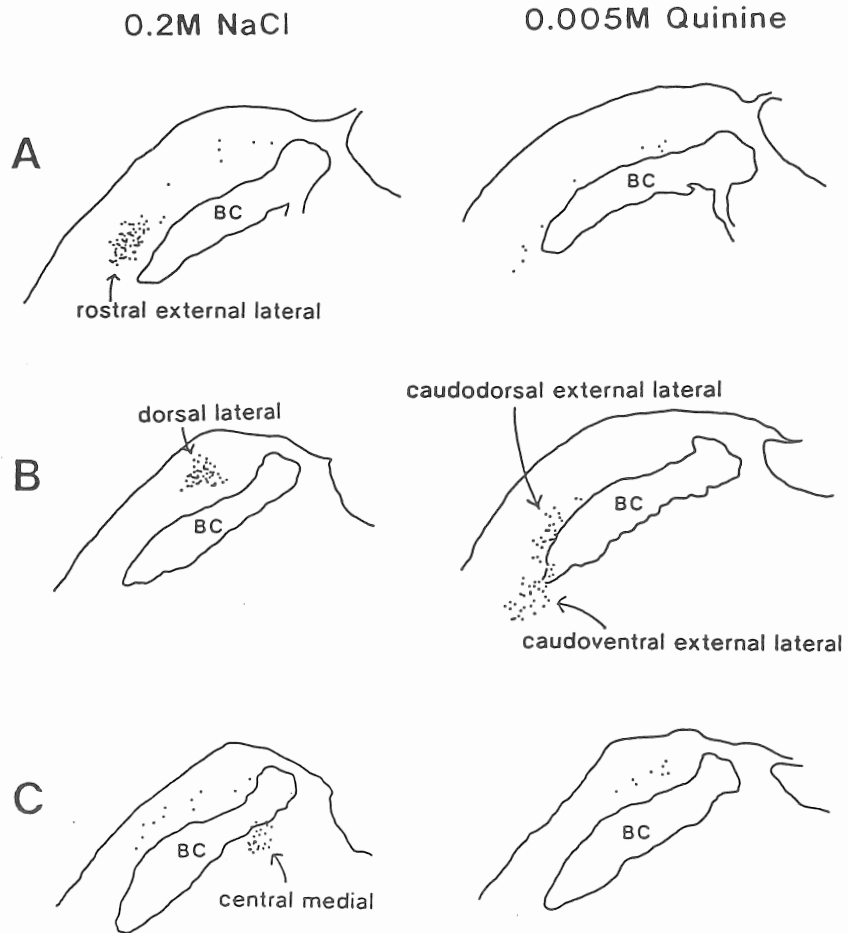 0.2M NaCl
0.005M Quinine
A
BC
BC
rostral external lateral
B
dorsal lateral
caudodorsal external lateral
BC
BC
caudoventral external lateral
C
BC
BC
central medial